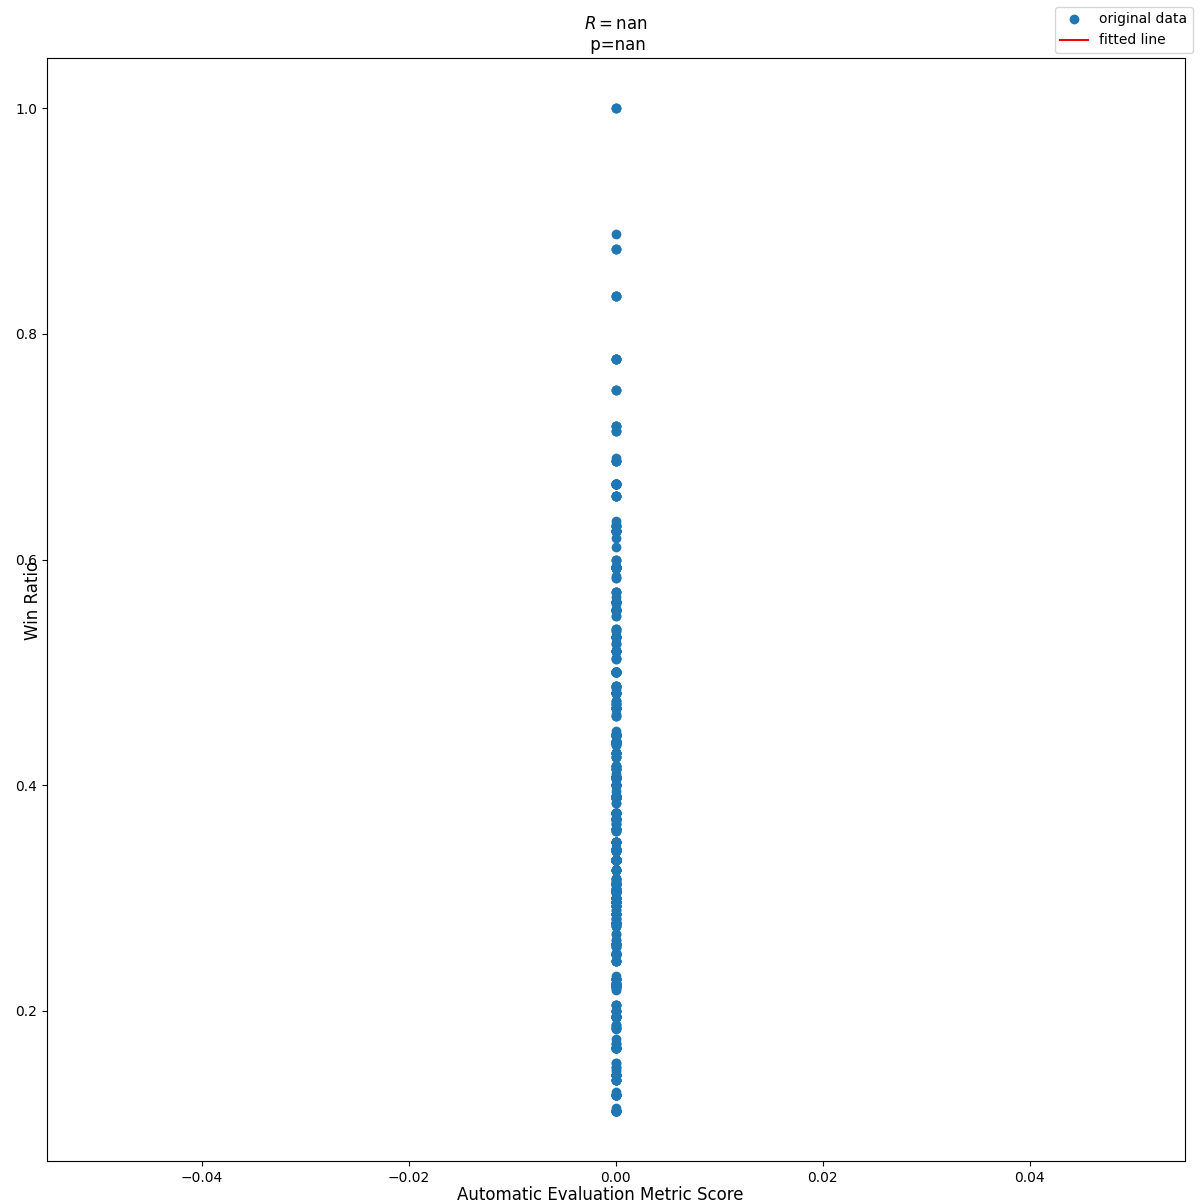 R = nan
p=nan
original data
fitted line
1.0
0.8
0.6
0.4
0.2
Win Ratio
−0.04
−0.02
0.00
0.02
0.04
Automatic Evaluation Metric Score